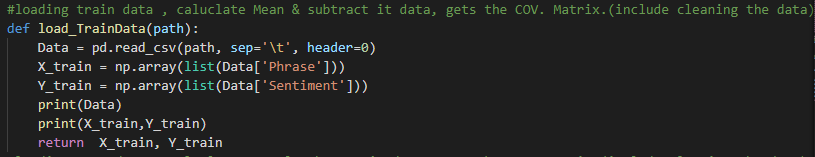 #loading train data , caluclate Mean & subtract it data, gets the COV. Matrix.(include cleaning the data)
def load_TrainData(path):
    Data = pd.read_csv(path, sep='\t', header=0)
    X_train = np.array(list(Data['Phrase']))
    Y_train = np.array(list(Data['Sentiment']))
    print(Data)
    print(X_train,Y_train)
    return  X_train, Y_train